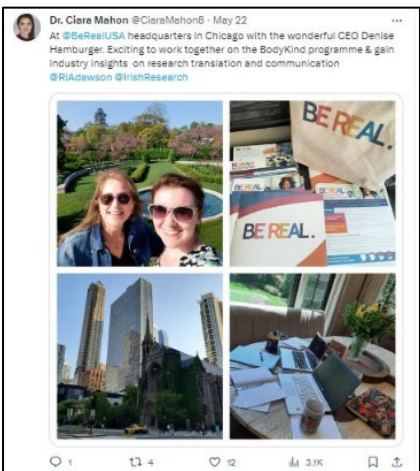 Dr. Ciara Mahon @CiaraMahon8 · May 22
At @BeRealUSA headquarters in Chicago with the wonderful CEO Denise
Hamburger. Exciting to work together on the BodyKind programme & gain
industry insights on research translation and communication
@RIAdawson @IrishResearch
BE REAL.
BE REAL.
BE REAL.
1 4 12 3.1K